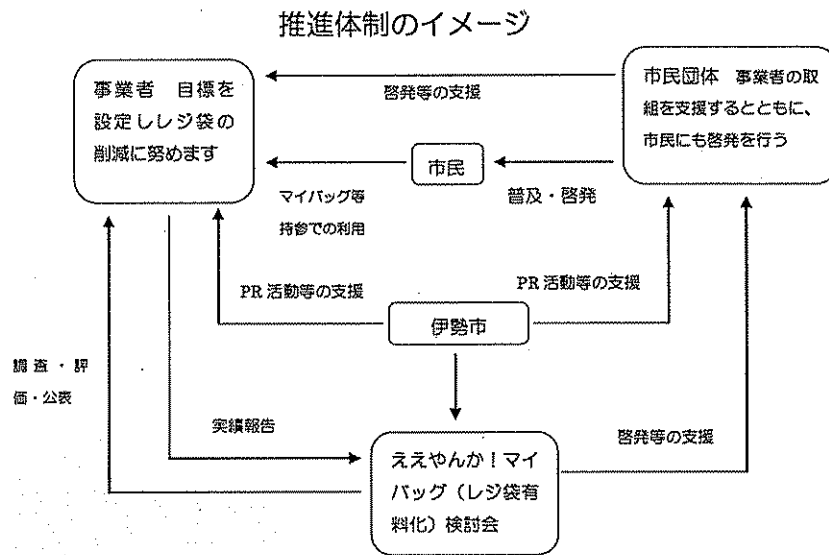 推進体制のイメージ
事業者　目標を
設定しレジ袋の
削減に努めます
啓発等の支援
市民団体　事業者の取
組を支援するとともに、
市民にも啓発を行う
市民
マイバッグ等
持参での利用
普及・啓発
PR 活動等の支援
PR 活動等の支援
伊勢市
調査・評
価・公表
実績報告
啓発等の支援
ええやんか！マイ
バッグ（レジ袋有
料化）検討会